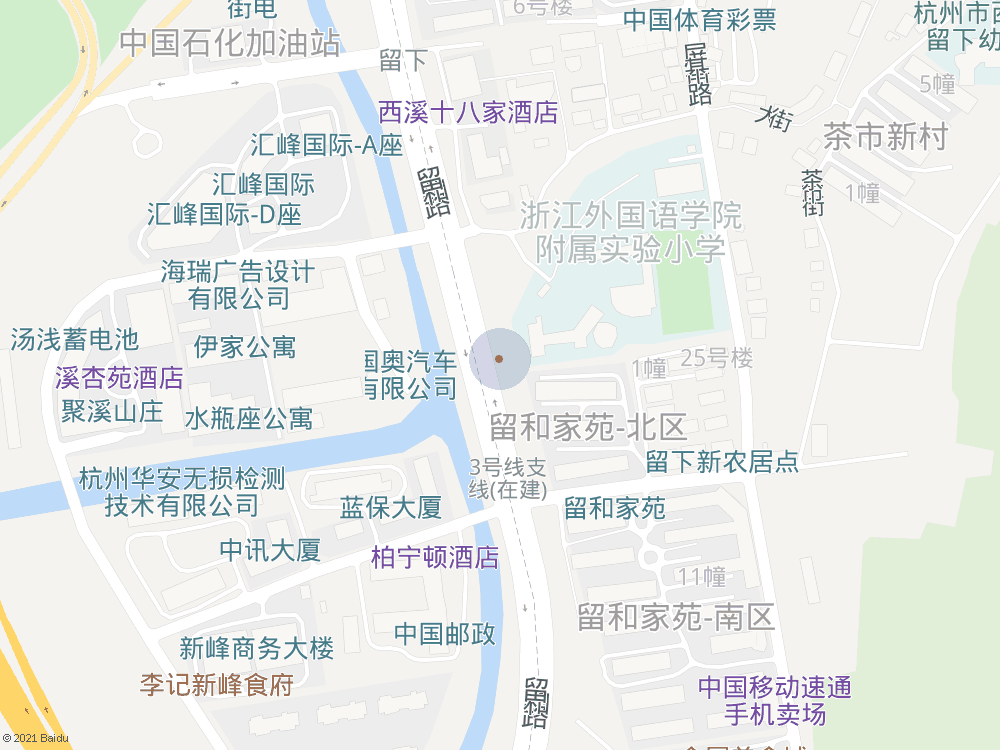 街电
6号楼
中国体育彩票
杭州市西
留下幼
中国石化加油站
留下
屏基路
5幢
西溪十八家酒店
大街
茶市新村
汇峰国际-A座
留和路
茶市街
1幢
汇峰国际
汇峰国际-D座
浙江外国语学院
附属实验小学
海瑞广告设计
有限公司
汤浅蓄电池
伊家公寓
国奥汽车
有限公司
1幢
25号楼
溪杏苑酒店
聚溪山庄
水瓶座公寓
留和家苑-北区
3号线支
线(在建)
留下新农居点
杭州华安无损检测
技术有限公司
蓝保大厦
留和家苑
中讯大厦
柏宁顿酒店
11幢
留和家苑-南区
中国邮政
新峰商务大楼
李记新峰食府
留和路
中国移动速通
手机卖场
© 2021 Baidu